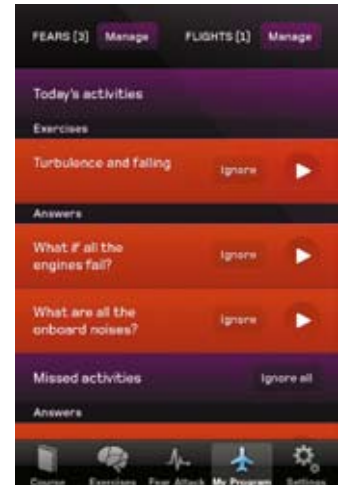 FEARS (3) Manage FLIGHTS (1) Manage
Today's activities
Exercises
Turbulence and falling Ignore
Answers
What if all the
engines fail? Ignore
What are all the
onboard noises? Ignore
Missed activities Ignore all
Answers
Course Exercises Fear Attack My Program Settings